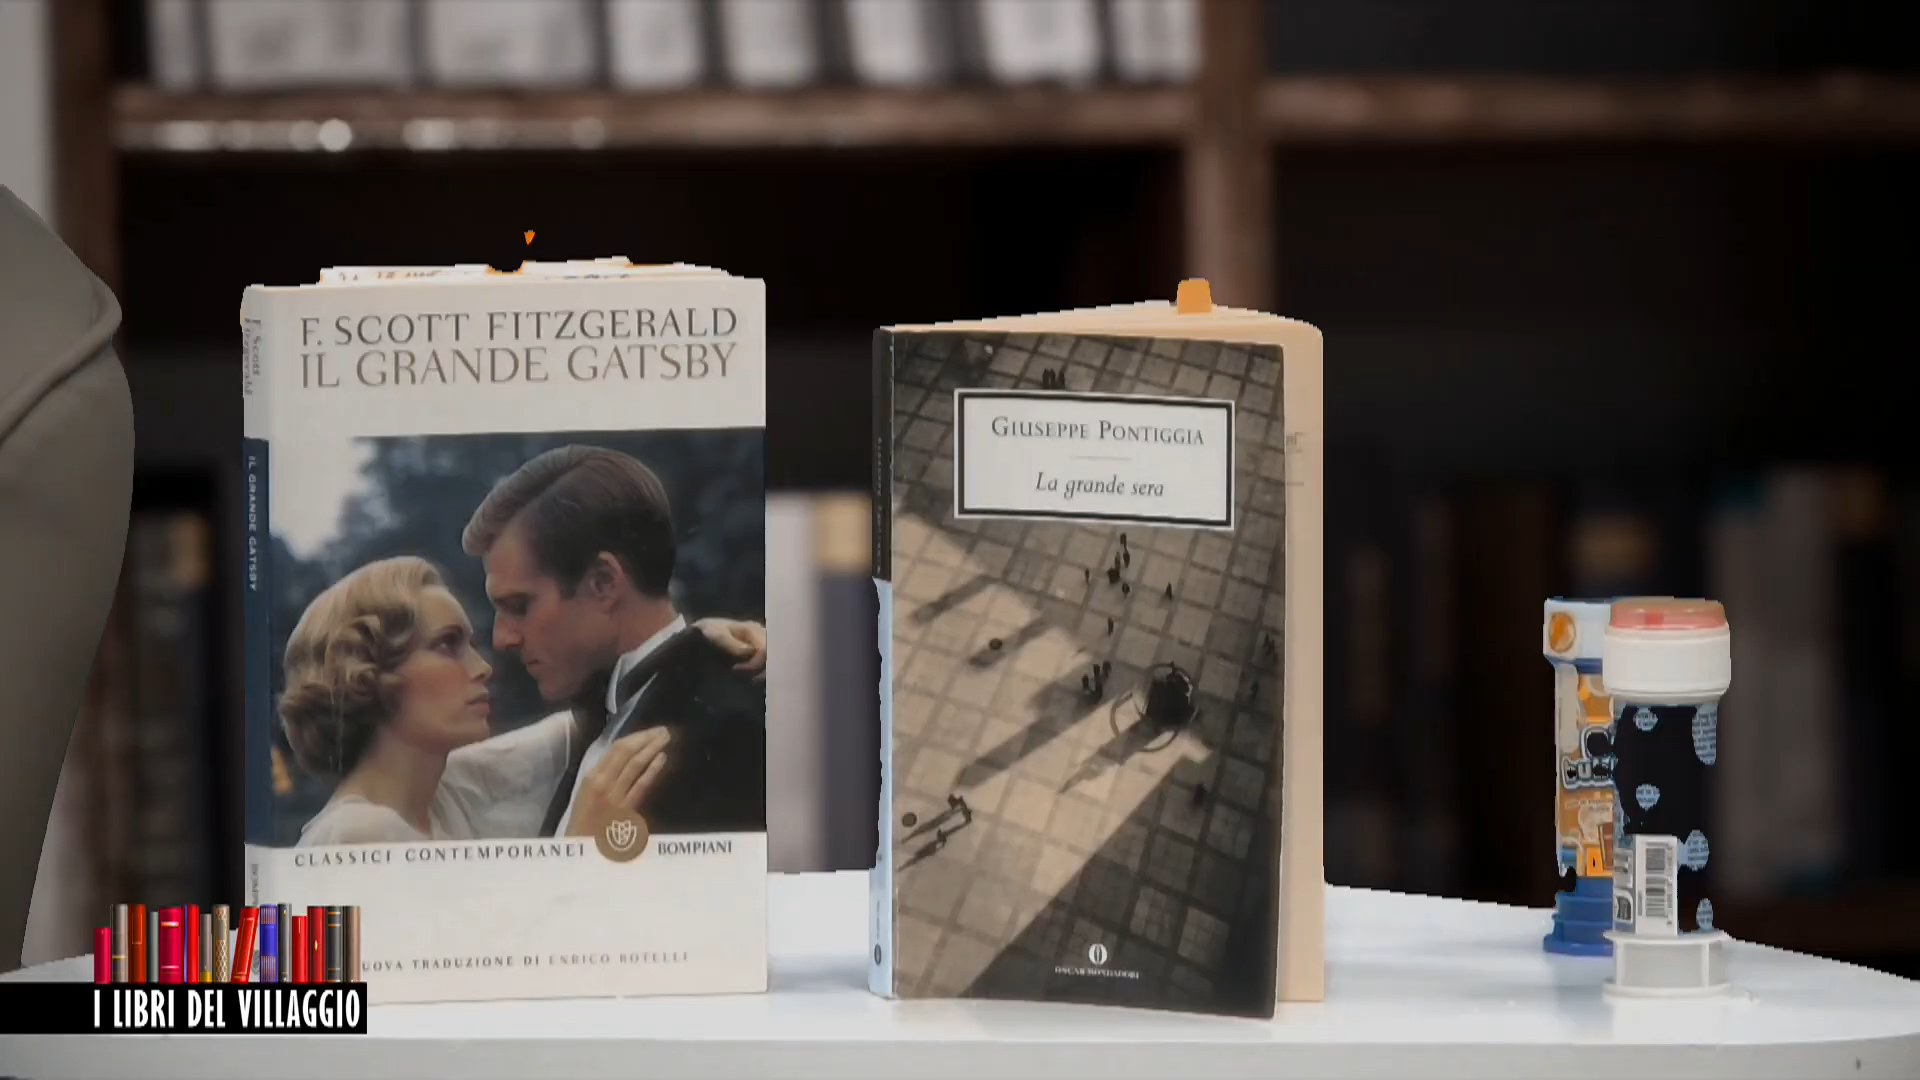 F. SCOTT FITZGERALD
IL GRANDE GATSBY
IL GRANDE GATSBY
CLASSICI CONTEMPORANEI
BOMPIANI
NUOVA TRADUZIONE DI ENRICO ROTELLI
GIUSEPPE PONTIGGIA
La grande sera
OSCAR MONDADORI
I LIBRI DEL VILLAGGIO